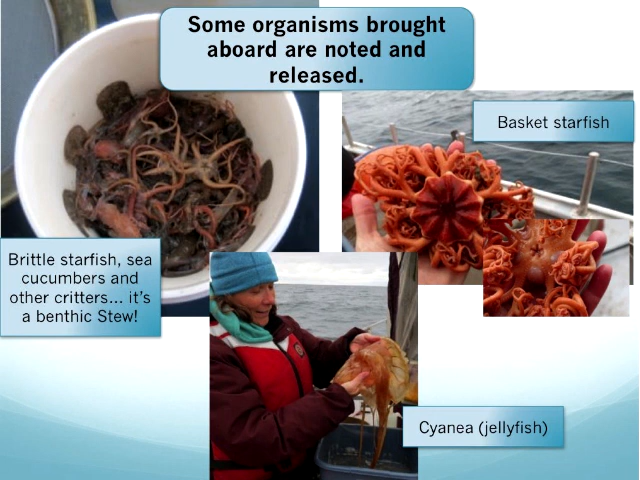 Some organisms brought
aboard are noted and
released.
Basket starfish
Brittle starfish, sea
cucumbers and
other critters... it's
a benthic Stew!
Cyanea (jellyfish)